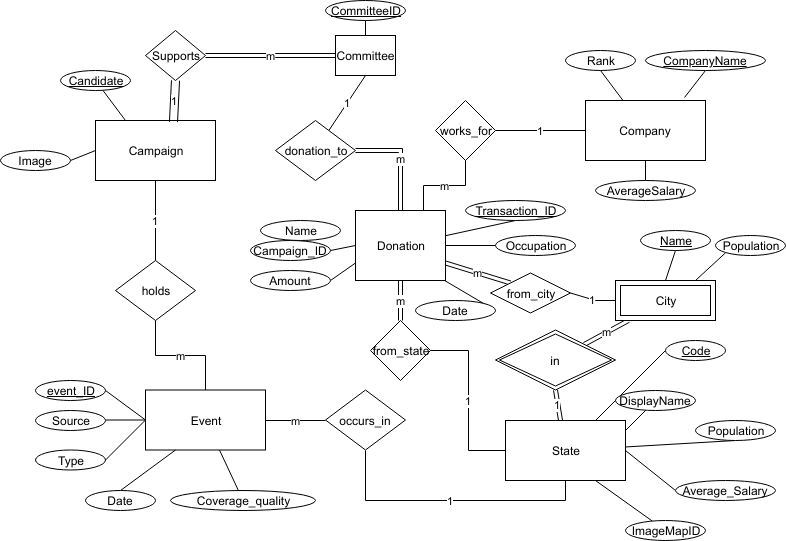 CommitteeID
Supports
m
Committee
Candidate
1
1
Rank
CompanyName
Campaign
Image
donation_to
m
works_for
1
Company
AverageSalary
m
Transaction_ID
1
Name
Campaign_ID
Donation
Occupation
Name
Population
Amount
m
from_city
1
City
holds
m
Date
m
from_state
in
Code
m
event_ID
1
1
DisplayName
Source
Event
m
occurs_in
Population
Type
State
Date
Coverage_quality
1
Average_Salary
ImageMapID